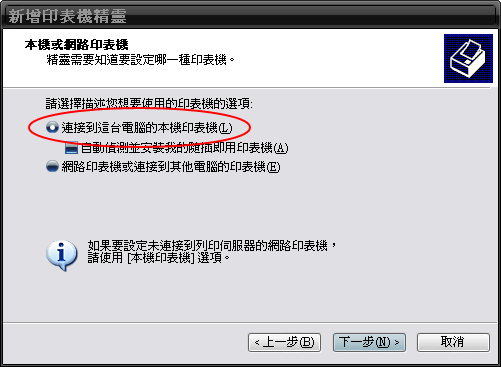 新增印表機精靈
本機或網路印表機
精靈需要知道要設定哪一種印表機。
請選擇描述您想要使用的印表機的選項:
連接到這台電腦的本機印表機(L)
自動偵測並安裝我的隨插即用印表機(A)
網路印表機或連接到其他電腦的印表機(E)
如果要設定未連接到列印伺服器的網路印表機，
請使用 [本機印表機] 選項。
< 上一步(B)
下一步(N) >
取消